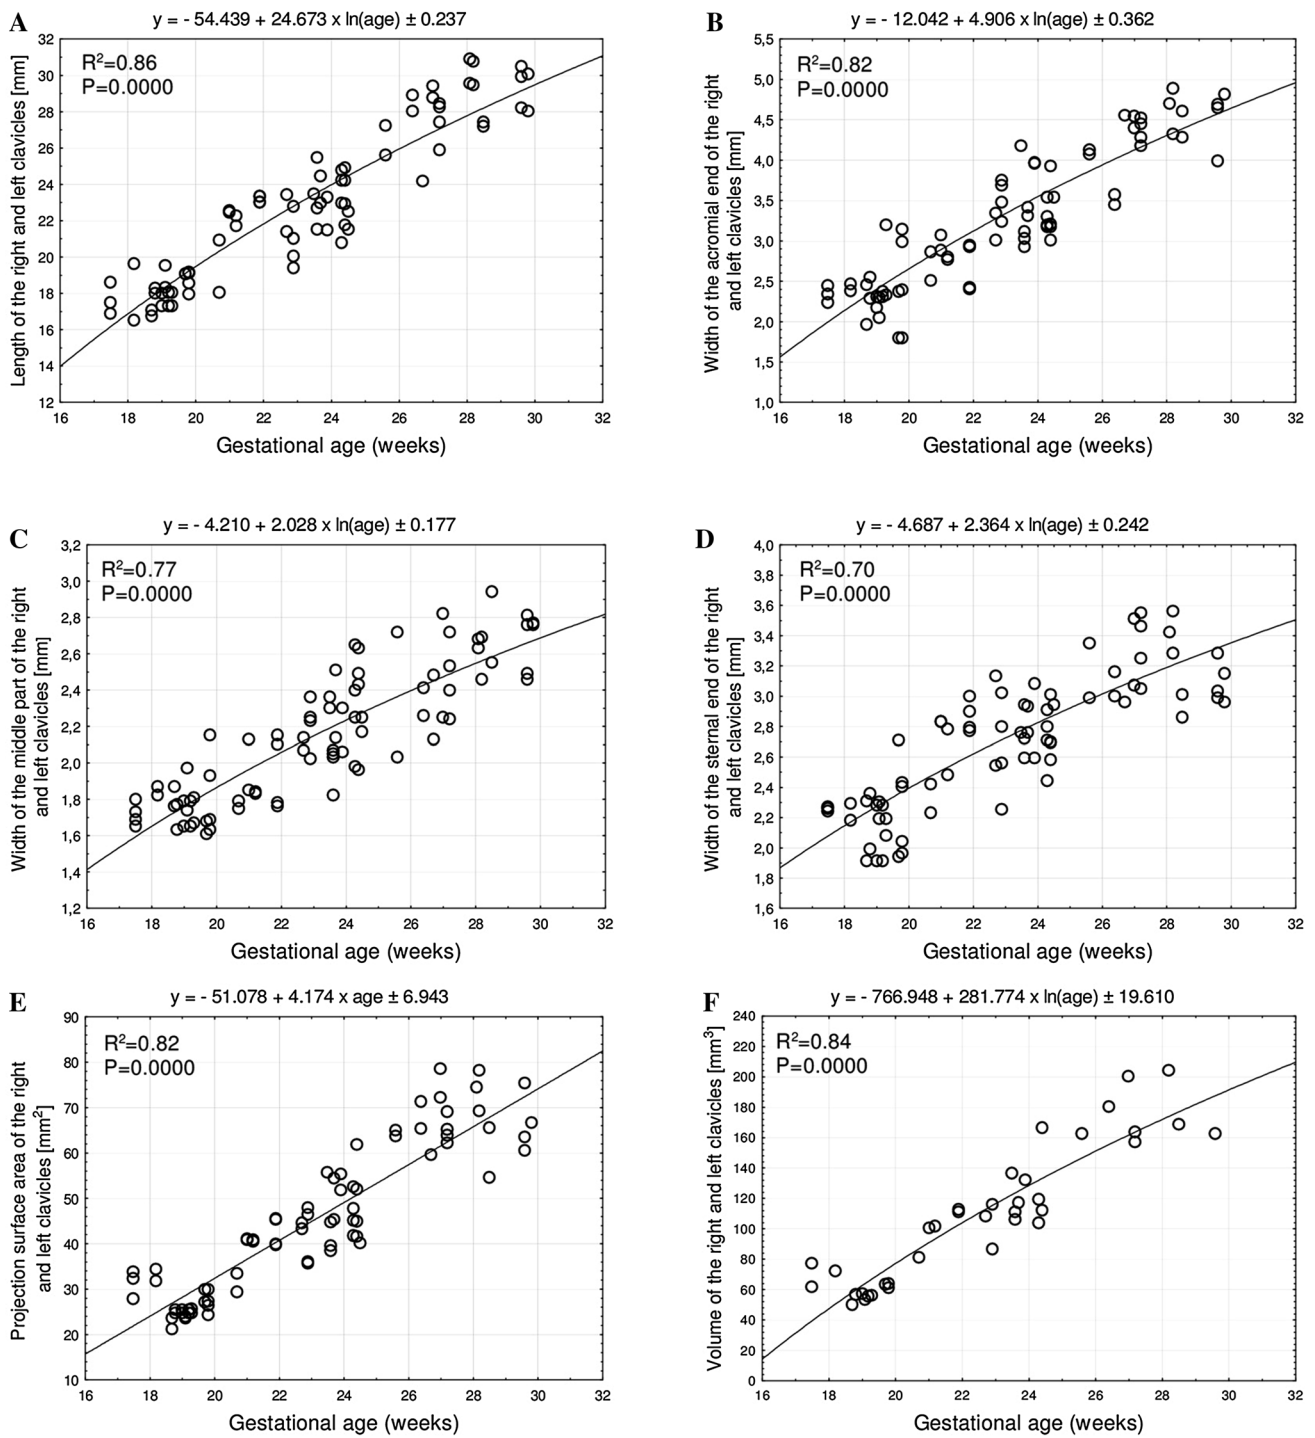 A
y = - 54.439 + 24.673 x ln(age) ± 0.237
R²=0.86
P=0.0000
Length of the right and left clavicles [mm]
32
30
28
26
24
22
20
18
16
14
12
16 18 20 22 24 26 28 30 32
Gestational age (weeks)
B
y = - 12.042 + 4.906 x ln(age) ± 0.362
R²=0.82
P=0.0000
Width of the acromial end of the right
and left clavicles [mm]
5,5
5,0
4,5
4,0
3,5
3,0
2,5
2,0
1,5
1,0
16 18 20 22 24 26 28 30 32
Gestational age (weeks)
C
y = - 4.210 + 2.028 x ln(age) ± 0.177
R²=0.77
P=0.0000
Width of the middle part of the right
and left clavicles [mm]
3,2
3,0
2,8
2,6
2,4
2,2
2,0
1,8
1,6
1,4
1,2
16 18 20 22 24 26 28 30 32
Gestational age (weeks)
D
y = - 4.687 + 2.364 x ln(age) ± 0.242
R²=0.70
P=0.0000
Width of the sternal end of the right
and left clavicles [mm]
4,0
3,8
3,6
3,4
3,2
3,0
2,8
2,6
2,4
2,2
2,0
1,8
1,6
16 18 20 22 24 26 28 30 32
Gestational age (weeks)
E
y = - 51.078 + 4.174 x age ± 6.943
R²=0.82
P=0.0000
Projection surface area of the right
and left clavicles [mm²]
90
80
70
60
50
40
30
20
10
16 18 20 22 24 26 28 30 32
Gestational age (weeks)
F
y = - 766.948 + 281.774 x ln(age) ± 19.610
R²=0.84
P=0.0000
Volume of the right and left clavicles [mm³]
240
220
200
180
160
140
120
100
80
60
40
20
0
16 18 20 22 24 26 28 30 32
Gestational age (weeks)